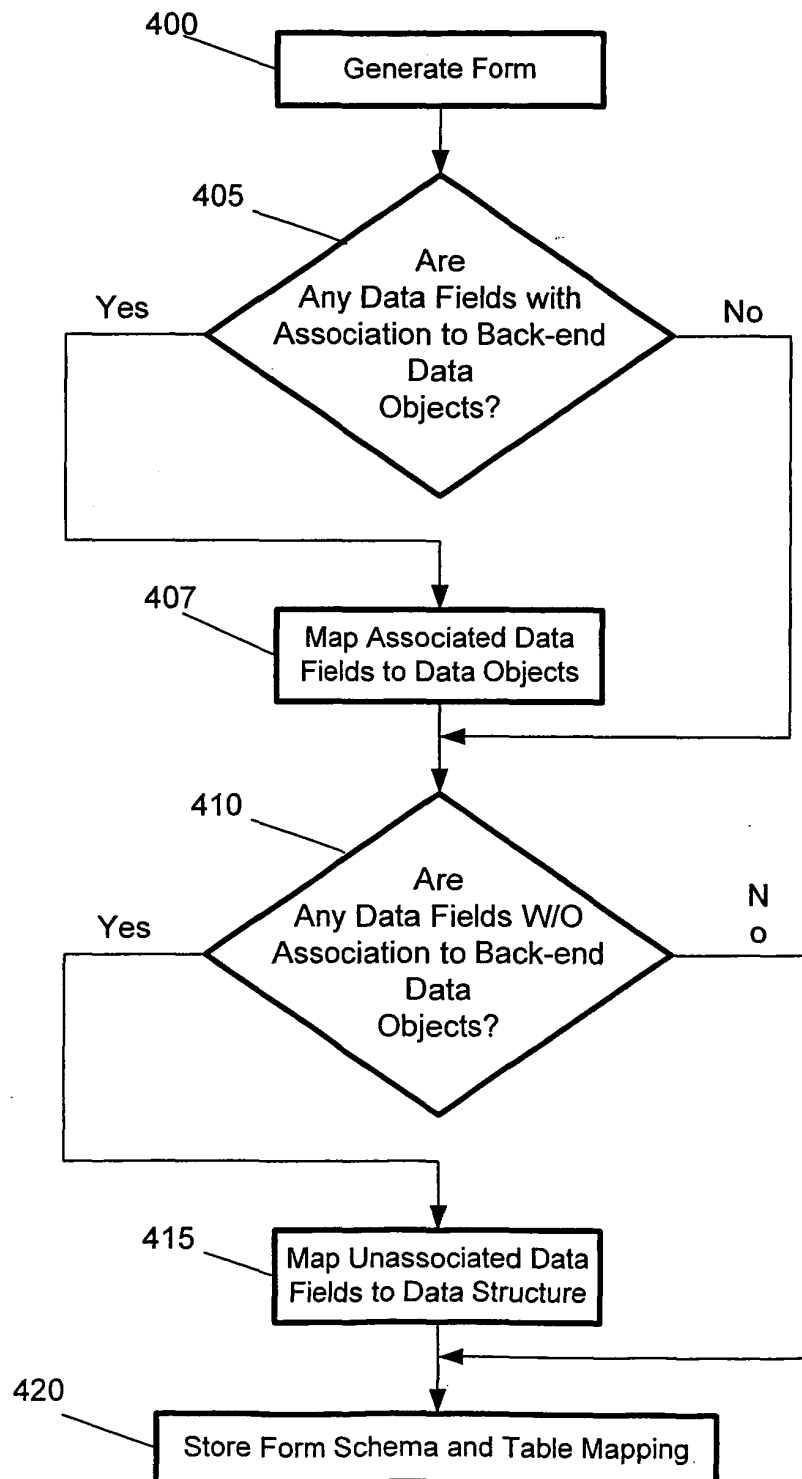 400
Generate Form
405
Are
Any Data Fields with
Association to Back-end
Data
Objects?
Yes
No
407
Map Associated Data
Fields to Data Objects
410
Are
Any Data Fields W/O
Association to Back-end
Data
Objects?
Yes
N
o
415
Map Unassociated Data
Fields to Data Structure
420
Store Form Schema and Table Mapping